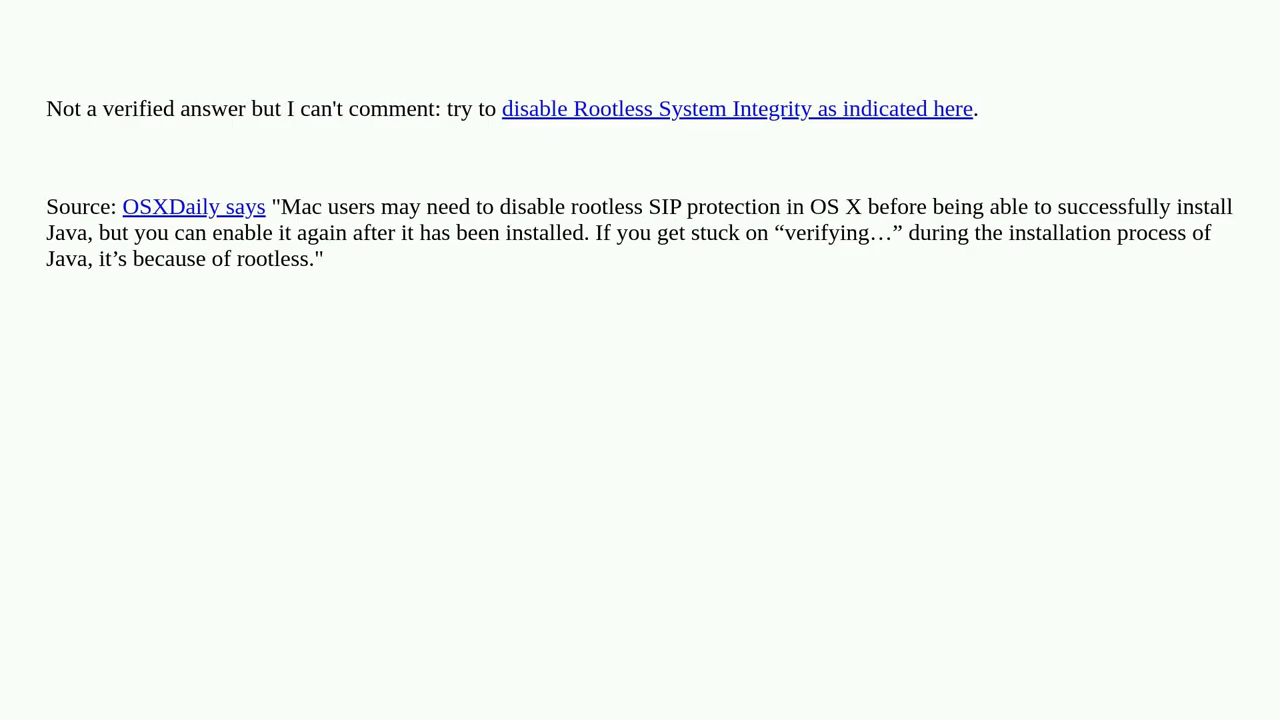 Not a verified answer but I can't comment: try to disable Rootless System Integrity as indicated here.
Source: OSXDaily says "Mac users may need to disable rootless SIP protection in OS X before being able to successfully install
Java, but you can enable it again after it has been installed. If you get stuck on “verifying…” during the installation process of
Java, it’s because of rootless."